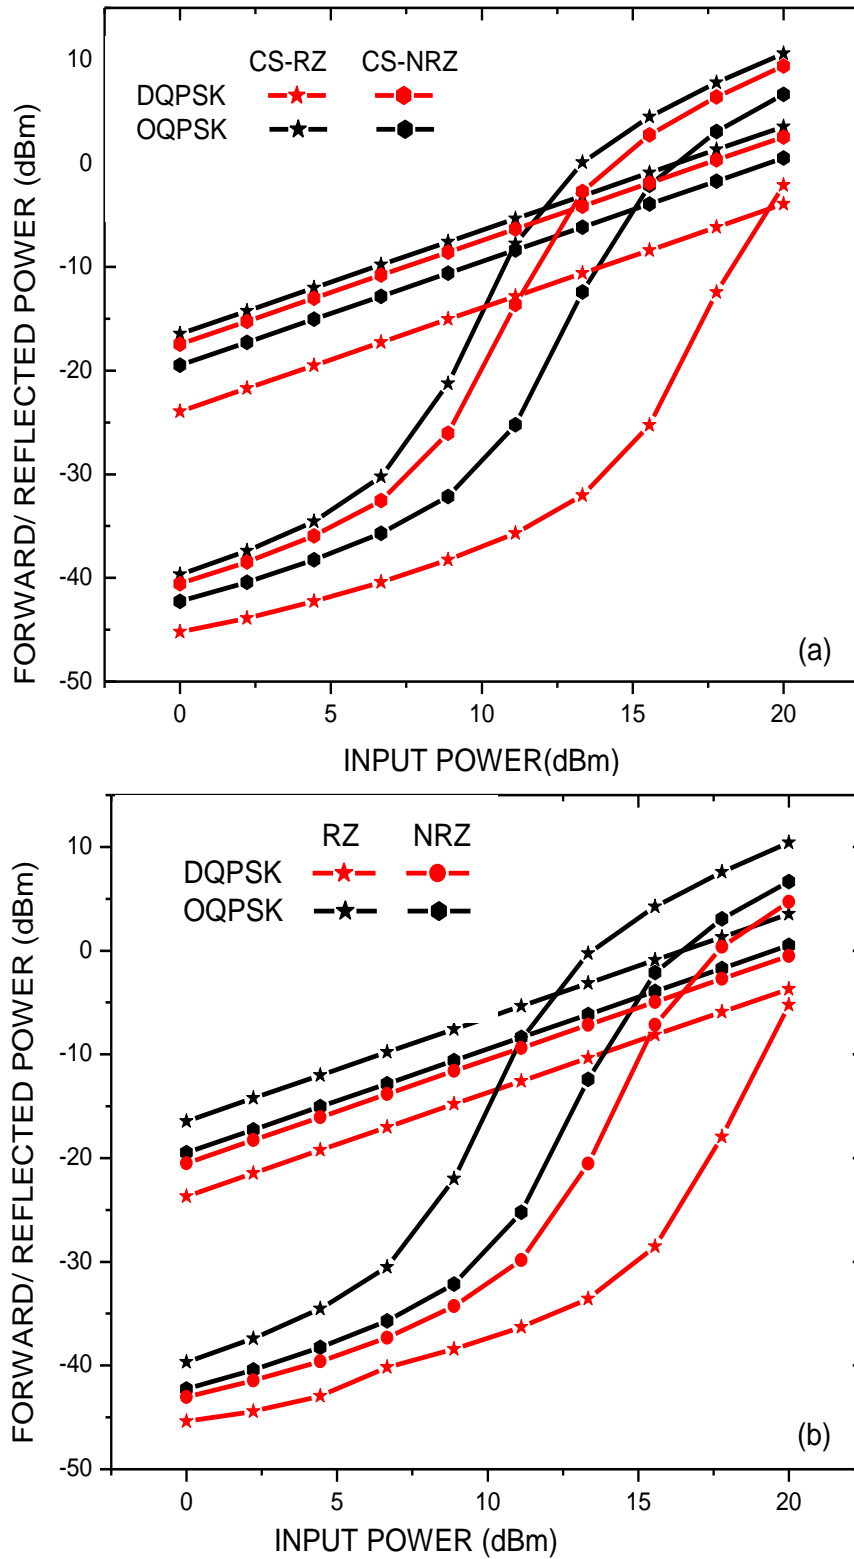 CS-RZ CS-NRZ
DQPSK
OQPSK
10
0
-10
-20
-30
-40
-50
FORWARD/ REFLECTED POWER (dBm)
(a)
0 5 10 15 20
INPUT POWER(dBm)
RZ NRZ
DQPSK
OQPSK
10
0
-10
-20
-30
-40
-50
FORWARD/ REFLECTED POWER (dBm)
(b)
0 5 10 15 20
INPUT POWER (dBm)